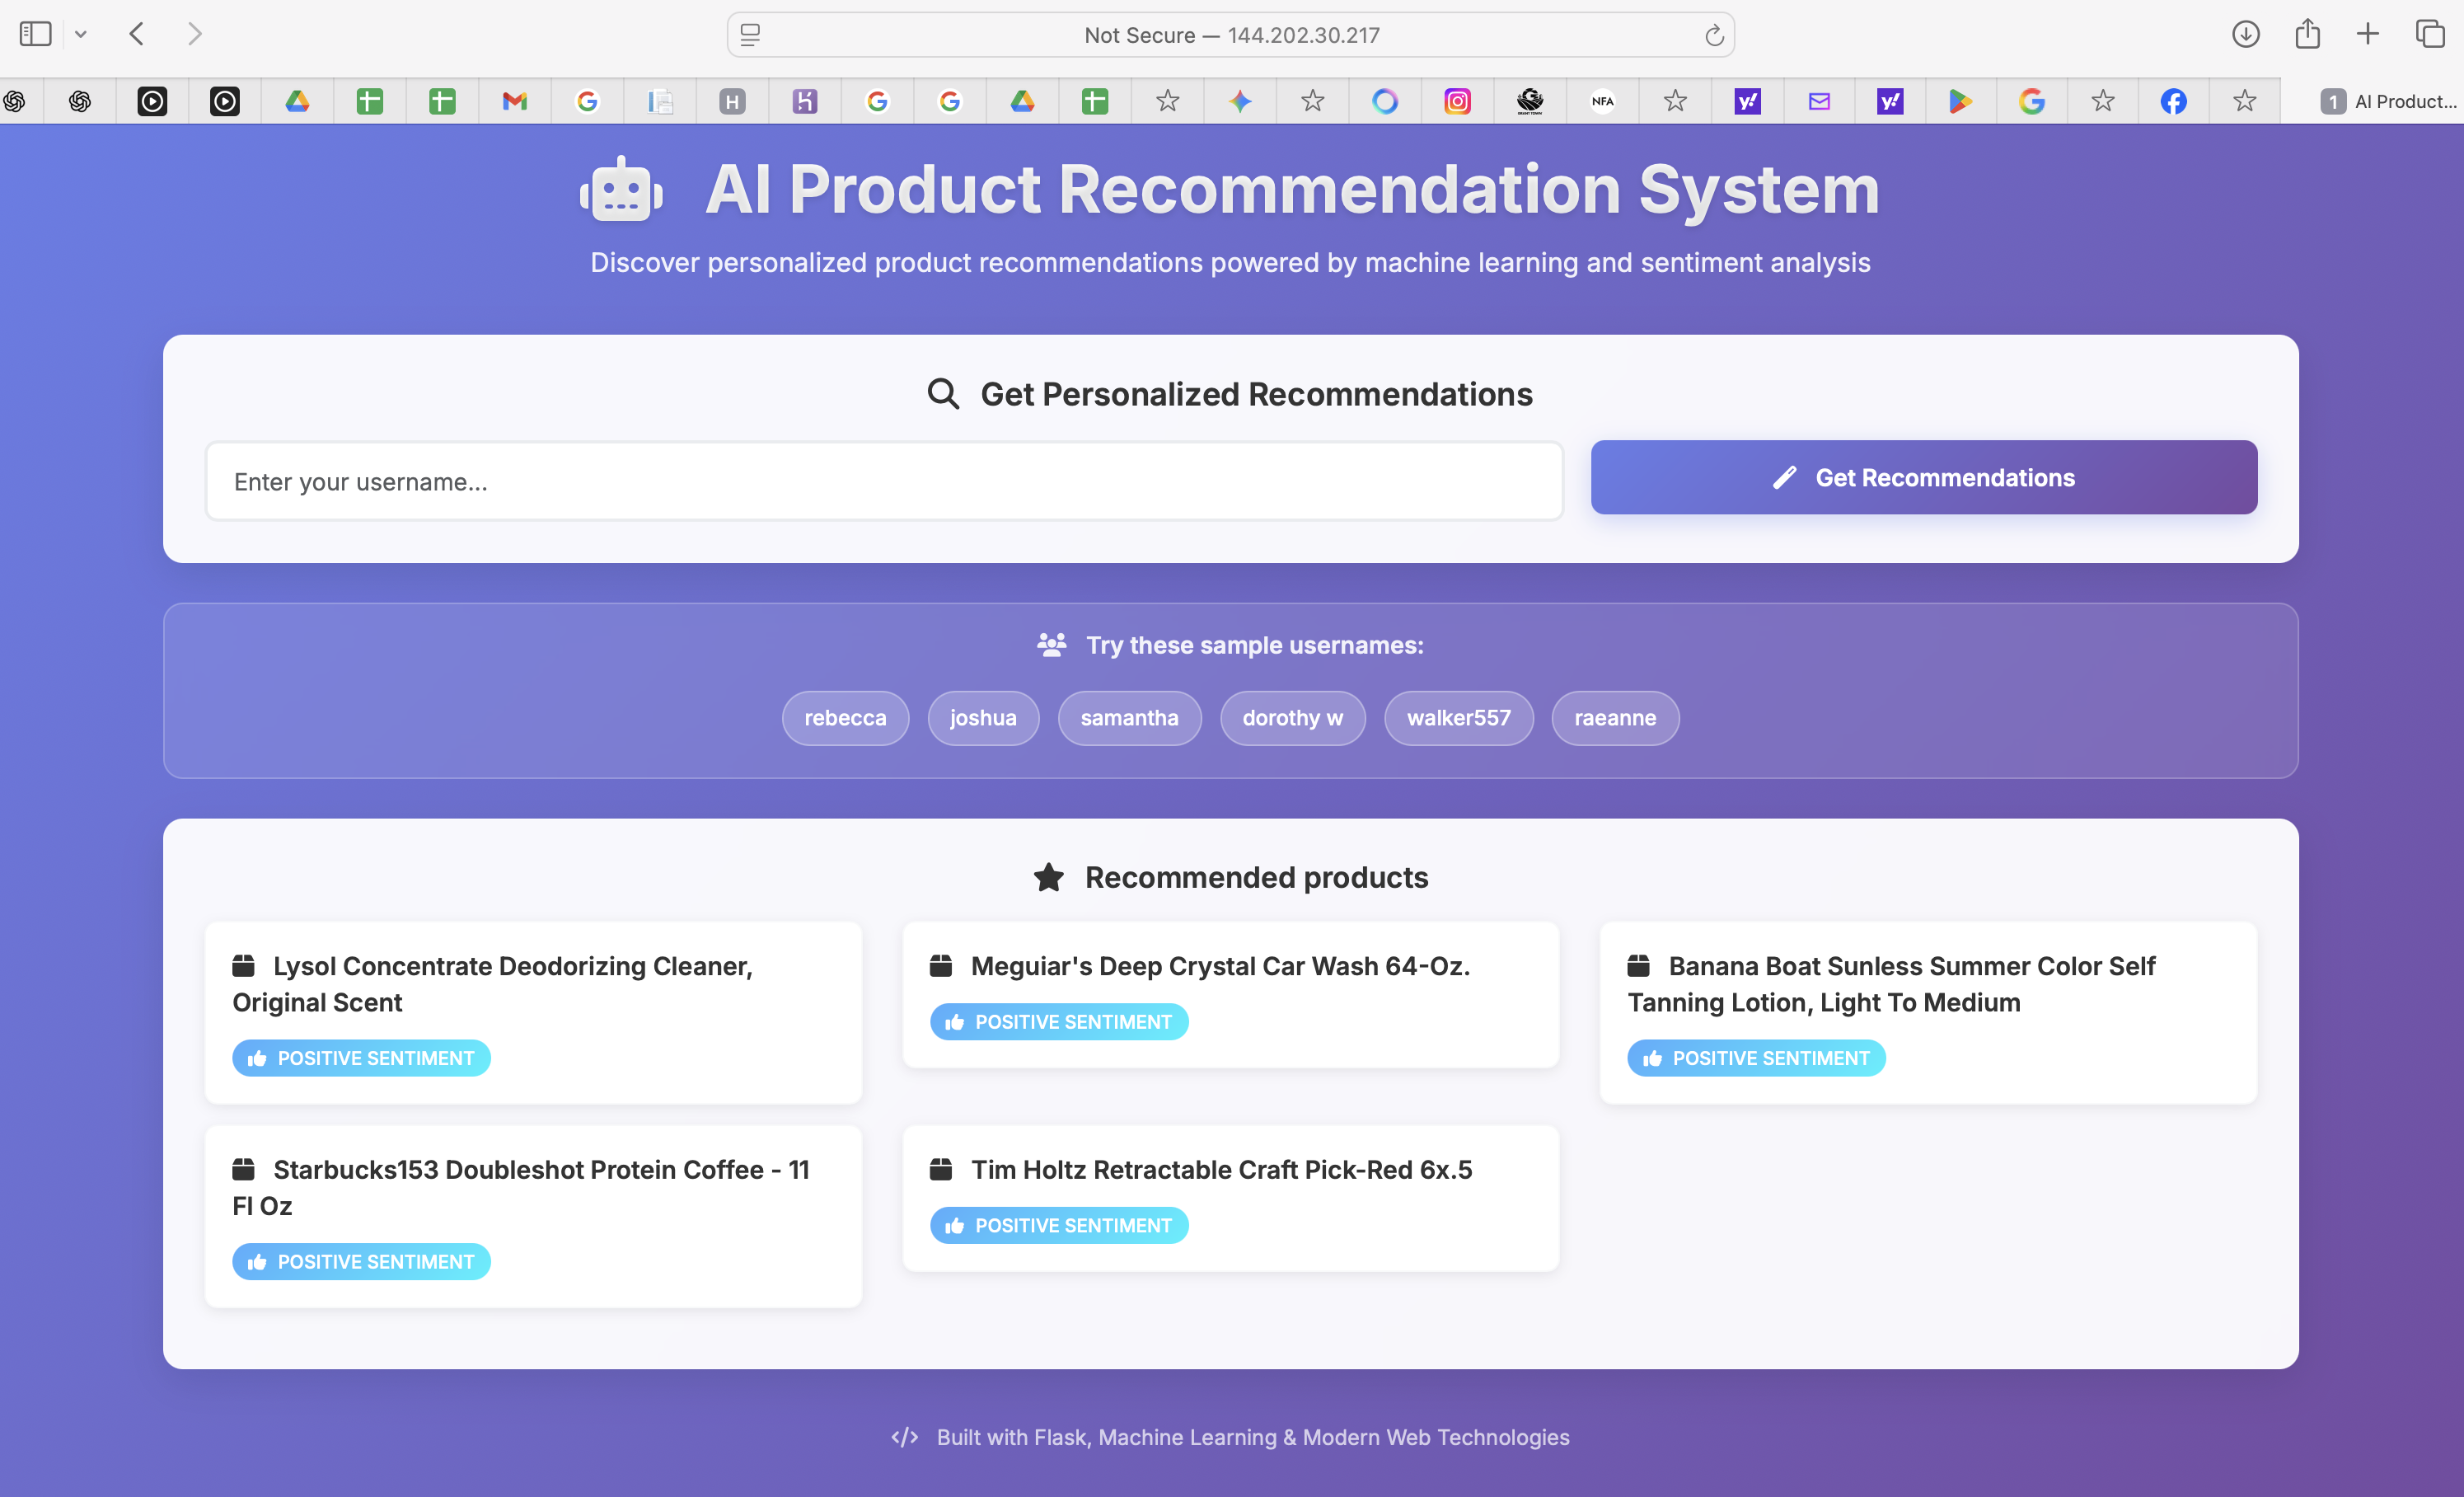 Not Secure — 144.202.30.217
H
NFA
y!
y!
1 AI Product...
AI Product Recommendation System
Discover personalized product recommendations powered by machine learning and sentiment analysis
Get Personalized Recommendations
Enter your username...
Get Recommendations
Try these sample usernames:
rebecca
joshua
samantha
dorothy w
walker557
raeanne
Recommended products
Lysol Concentrate Deodorizing Cleaner,
Original Scent
POSITIVE SENTIMENT
Meguiar's Deep Crystal Car Wash 64-Oz.
POSITIVE SENTIMENT
Banana Boat Sunless Summer Color Self
Tanning Lotion, Light To Medium
POSITIVE SENTIMENT
Starbucks153 Doubleshot Protein Coffee - 11
Fl Oz
POSITIVE SENTIMENT
Tim Holtz Retractable Craft Pick-Red 6x.5
POSITIVE SENTIMENT
</> Built with Flask, Machine Learning & Modern Web Technologies